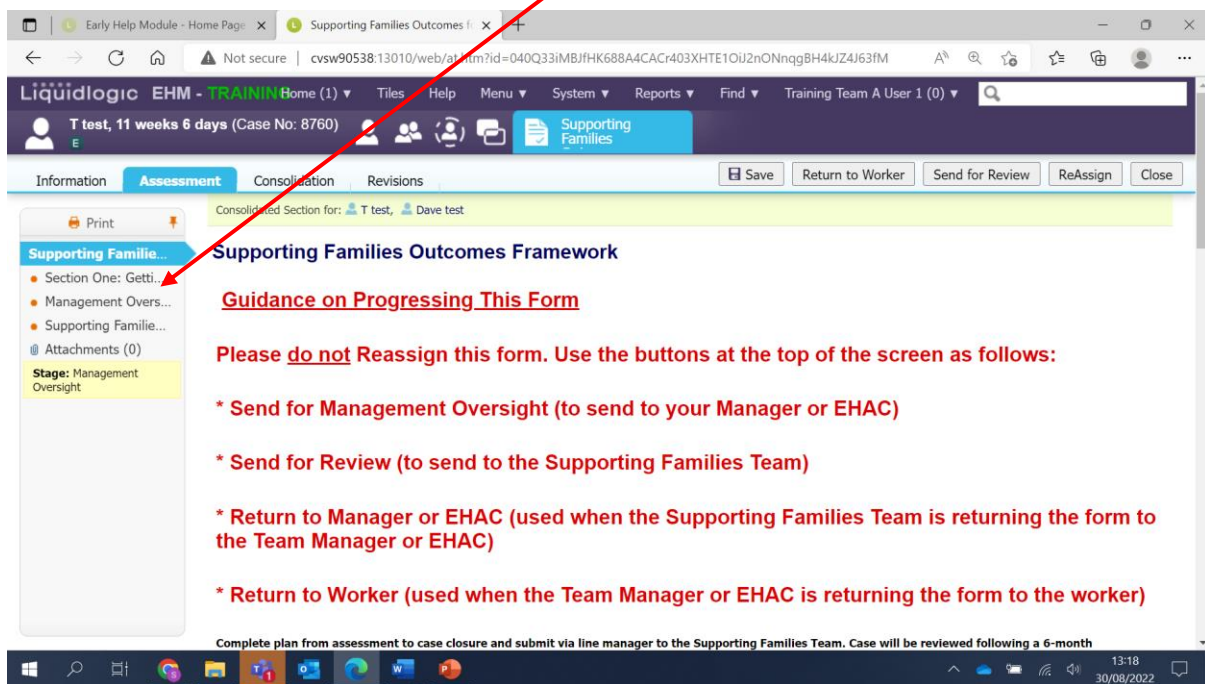 Early Help Module - Home Page
Supporting Families Outcomes f
Not secure | cvsw90538:13010/web/at.htm?id=040Q33iMBJfHK688A4CACr403XHTE1OiJ2nONnqgBH4kJZ4J63fM
Liquidlogic EHM - TRAINING Home (1) Tiles Help Menu System Reports Find Training Team A User 1 (0)
T test, 11 weeks 6 days (Case No: 8760)
E
Supporting
Families
Information Assessment Consolidation Revisions Save Return to Worker Send for Review ReAssign Close
Print
Consolidated Section for: T test, Dave test
Supporting Familie...
Section One: Getti...
Management Overs...
Supporting Familie...
Attachments (0)
Stage: Management
Oversight
Supporting Families Outcomes Framework
Guidance on Progressing This Form
Please do not Reassign this form. Use the buttons at the top of the screen as follows:
* Send for Management Oversight (to send to your Manager or EHAC)
* Send for Review (to send to the Supporting Families Team)
* Return to Manager or EHAC (used when the Supporting Families Team is returning the form to
the Team Manager or EHAC)
* Return to Worker (used when the Team Manager or EHAC is returning the form to the worker)
Complete plan from assessment to case closure and submit via line manager to the Supporting Families Team. Case will be reviewed following a 6-month
13:18
30/08/2022